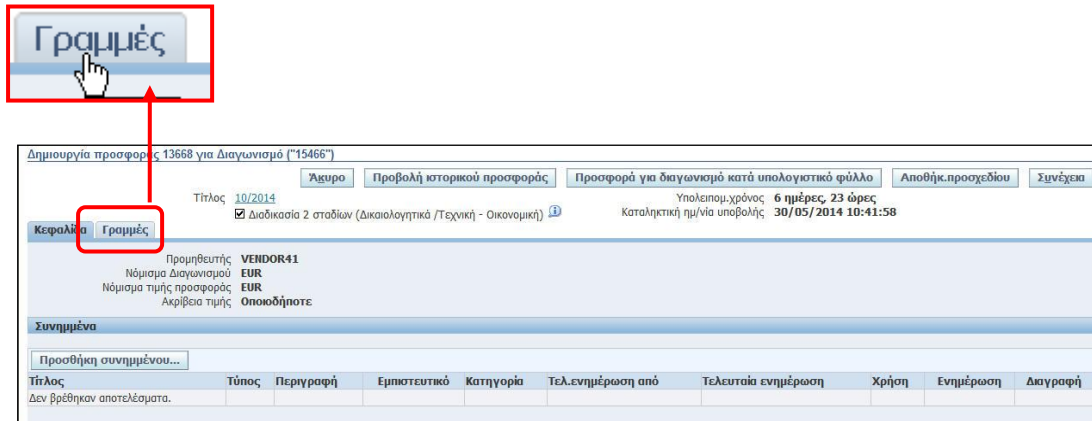 Γραμμές
Δημιουργία προσφοράς 13668 για Διαγωνισμό ("15466")
Άκυρο Προβολή ιστορικού προσφοράς Προσφορά για διαγωνισμό κατά υπολογιστικό φύλλο Αποθήκ.προσχεδίου Συνέχεια
Τίτλος 10/2014 Υπολειπομ.χρόνος 6 ημέρες, 23 ώρες
Διαδικασία 2 σταδίων (Δικαιολογητικά /Τεχνική - Οικονομική) Καταληκτική ημ/νία υποβολής 30/05/2014 10:41:58
Κεφαλίδα Γραμμές
Προμηθευτής VENDOR41
Νόμισμα Διαγωνισμού EUR
Νόμισμα τιμής προσφοράς EUR
Ακρίβεια τιμής Οποιοδήποτε
Συνημμένα
Προσθήκη συνημμένου...
Τίτλος Τύπος Περιγραφή Εμπιστευτικό Κατηγορία Τελ.ενημέρωση από Τελευταία ενημέρωση Χρήση Ενημέρωση Διαγραφή
Δεν βρέθηκαν αποτελέσματα.